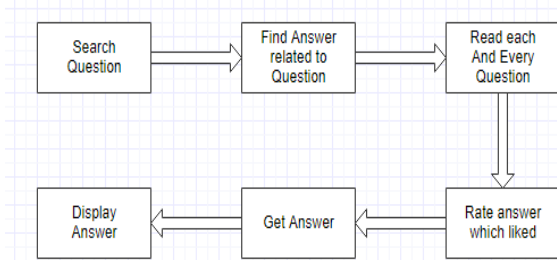 Search
Question
Find Answer
related to
Question
Read each
And Every
Question
Rate answer
which liked
Get Answer
Display
Answer